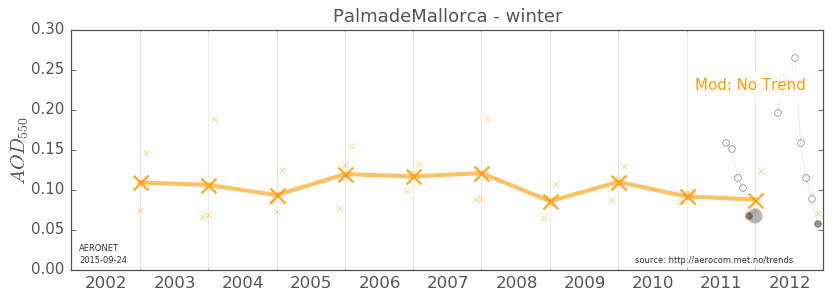 PalmadeMallorca - winter
0.30
0.25
0.20
0.15
0.10
0.05
0.00
AOD550
Mod: No Trend
AERONET
2015-09-24
source: http://aerocom.met.no/trends
2002 2003 2004 2005 2006 2007 2008 2009 2010 2011 2012